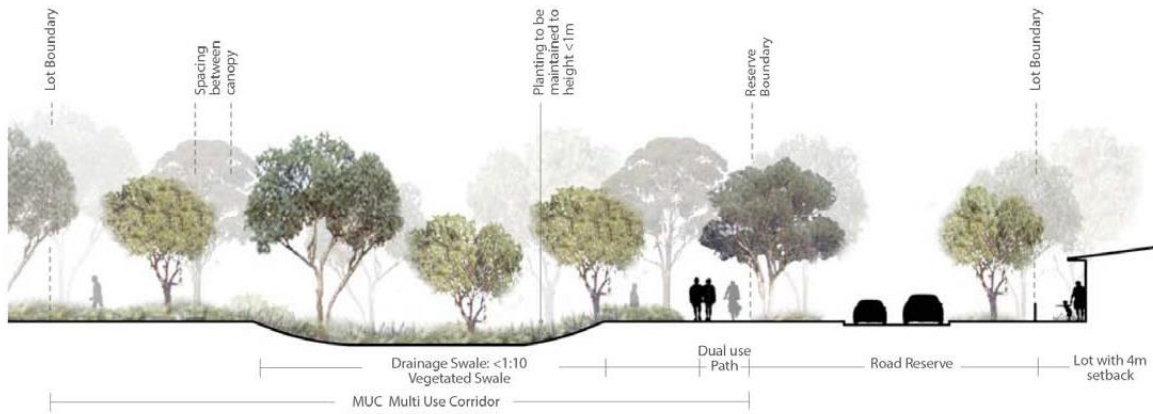 Lot Boundary
Spacing
between
canopy
Planting to be
maintained to
height <1m
Reserve
Boundary
Lot Boundary
Drainage Swale: <1:10
Vegetated Swale
Dual use
Path
Road Reserve
Lot with 4m
setback
MUC Multi Use Corridor